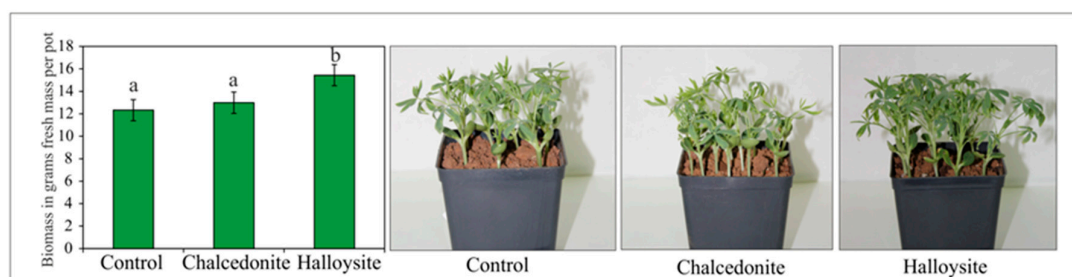 Biomass in grams fresh mass per pot
18
16
14
12
10
8
6
4
2
0
a
a
b
Control
Chalcedonite
Halloysite
Control
Chalcedonite
Halloysite